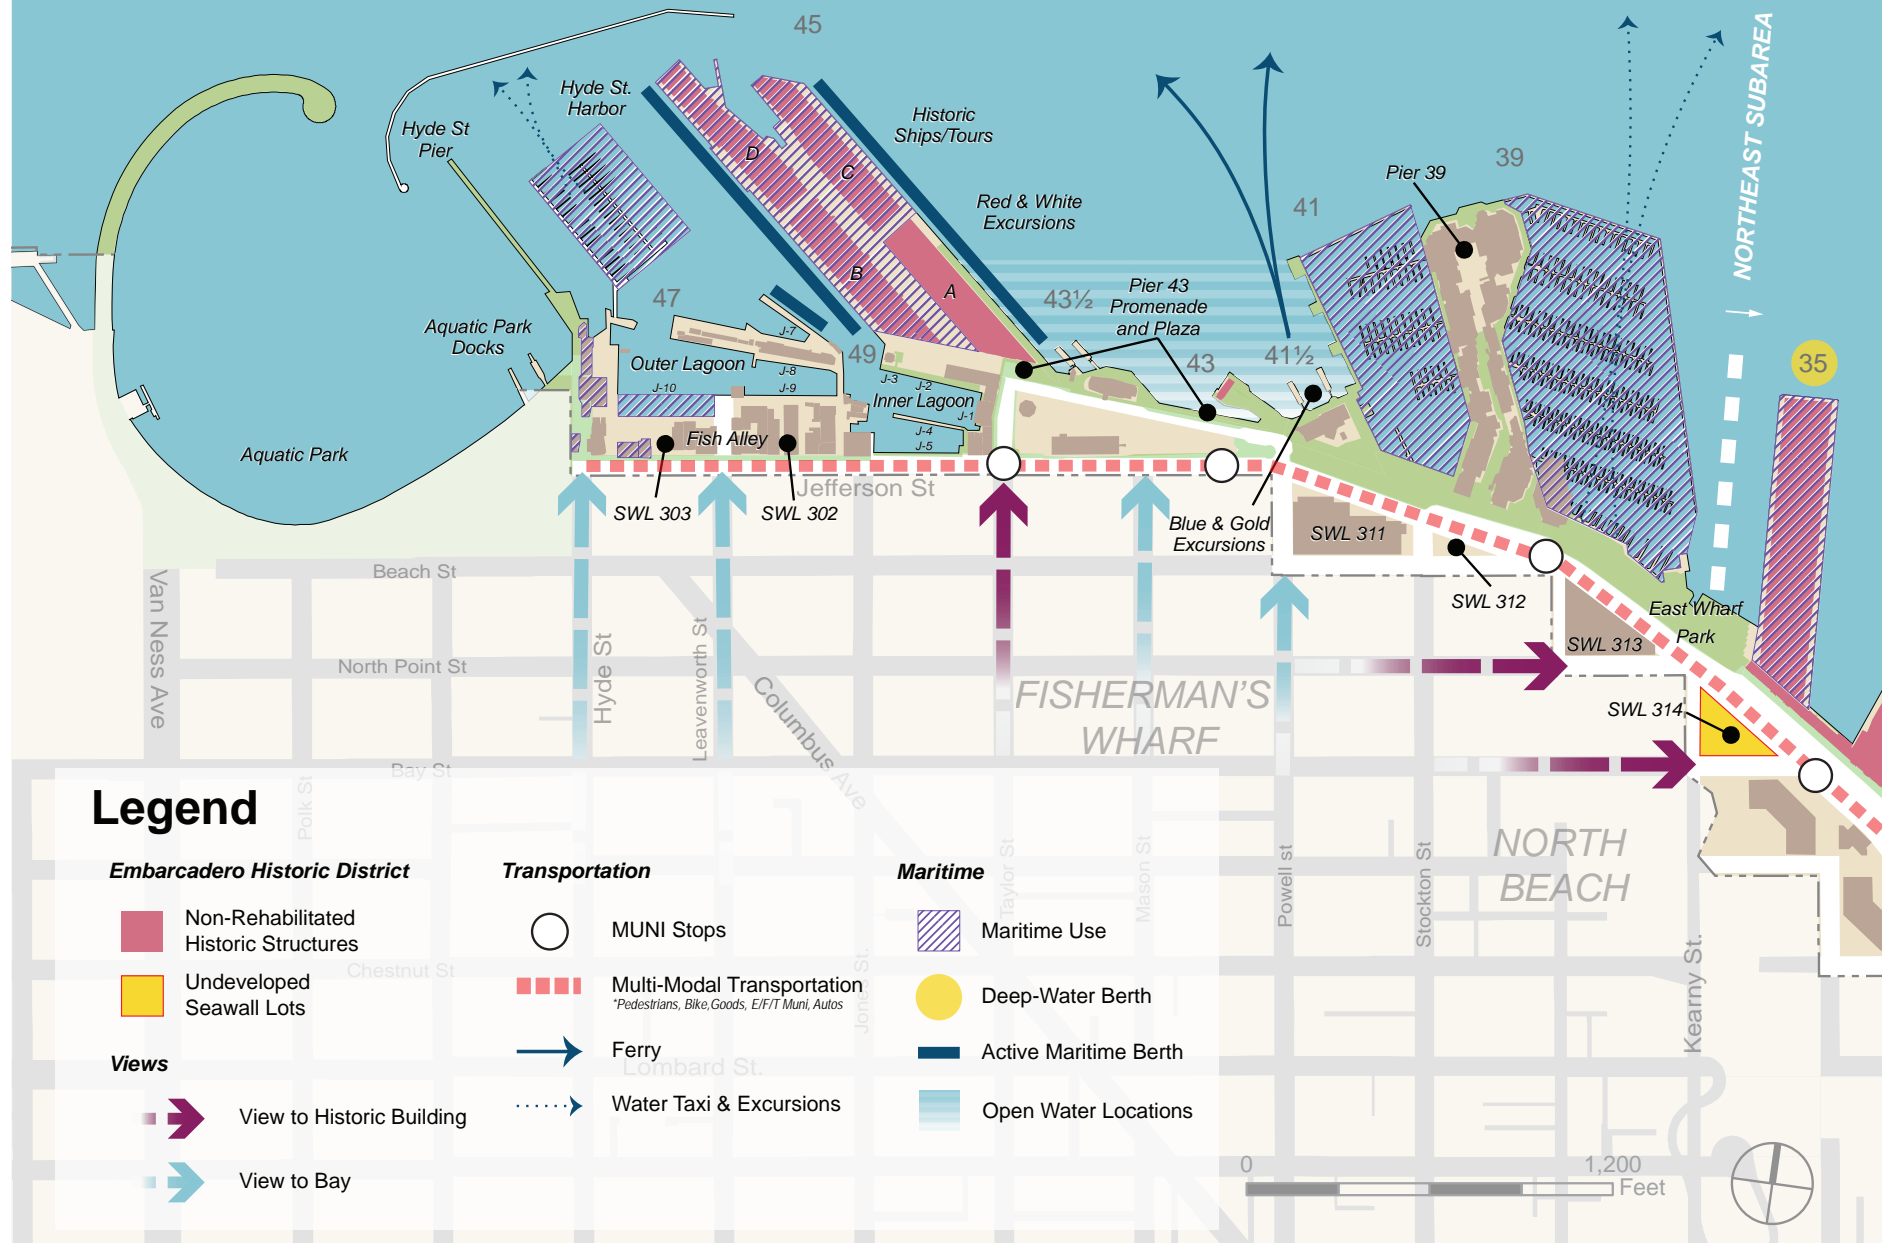 45
Hyde St.
Harbor
Hyde St
Pier
Historic
Ships/Tours
D
C
Red & White
Excursions
41
Pier 39
39
NORTHEAST SUBAREA
B
A
47
43½
Pier 43
Promenade
and Plaza
Aquatic Park
Docks
J-7
Outer Lagoon
49
J-8
J-10
J-9
J-3
J-2
Inner Lagoon
J-1
J-4
J-5
43
41½
35
Aquatic Park
Fish Alley
Jefferson St
SWL 303
SWL 302
Blue & Gold
Excursions
SWL 311
SWL 312
East Wharf
Park
SWL 313
SWL 314
Beach St
Van Ness Ave
North Point St
Hyde St
Leavenworth St
Columbus Ave
FISHERMAN'S
WHARF
Bay St
Polk St
NORTH
BEACH
Taylor St
Mason St
Powell st
Stockton St
Kearny St.
Jones St.
Chestnut St
Lombard St.
Legend
Embarcadero Historic District
Non-Rehabilitated
Historic Structures
Undeveloped
Seawall Lots
Views
View to Historic Building
View to Bay
Transportation
MUNI Stops
Multi-Modal Transportation
*Pedestrians, Bike,Goods, E/F/T Muni, Autos
Ferry
Water Taxi & Excursions
Maritime
Maritime Use
Deep-Water Berth
Active Maritime Berth
Open Water Locations
0
1,200
Feet